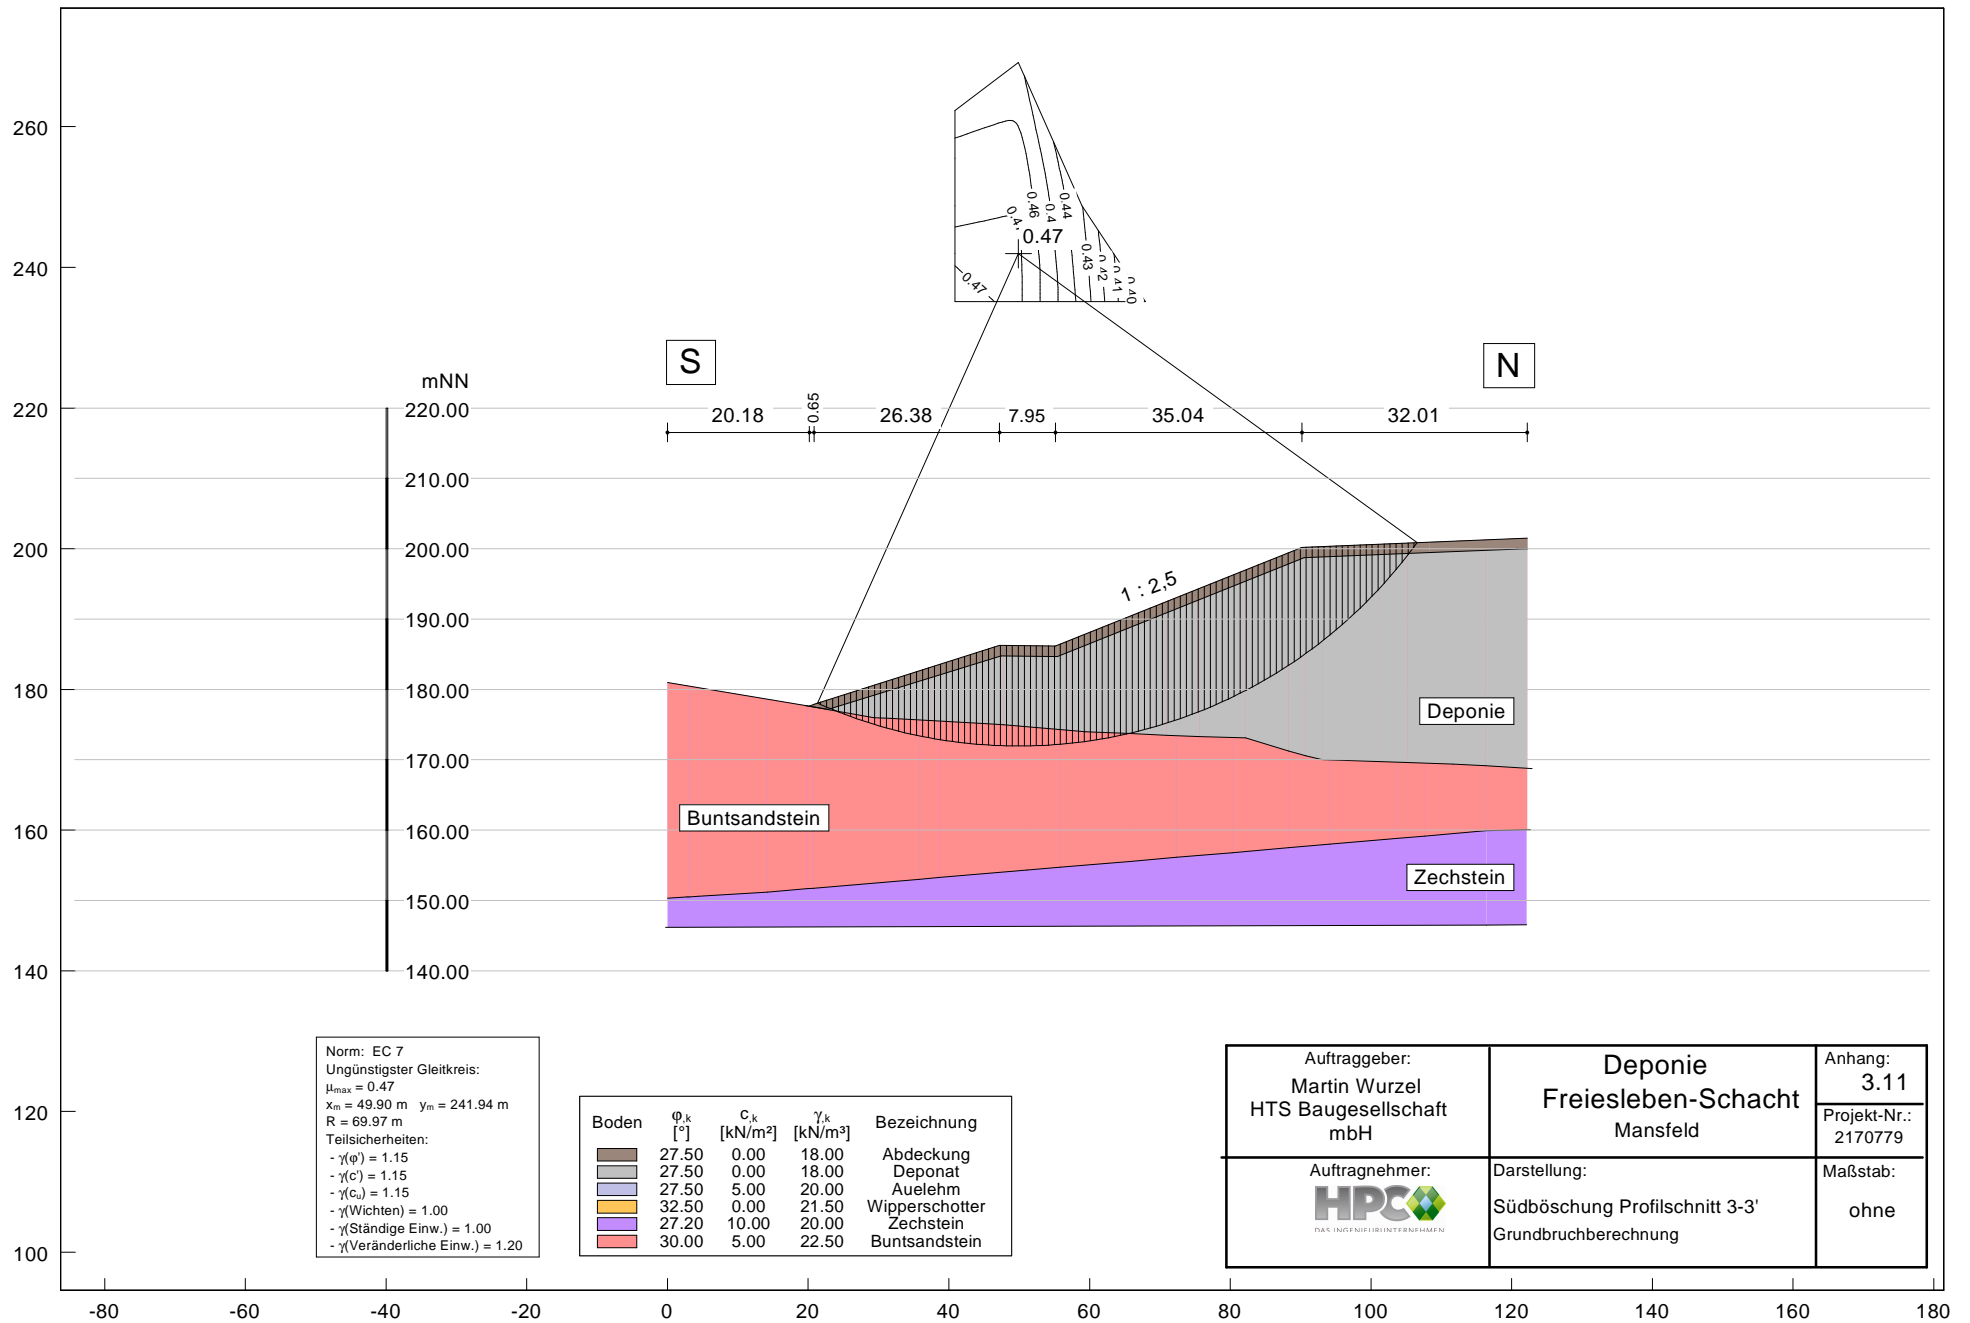 260
240
220
200
180
160
140
120
100
-80
-60
-40
-20
0
20
40
60
80
100
120
140
160
180
0.46
0.44
0.47
0.43
0.42
0.41
0.40
0.47
S
N
mNN
220.00
210.00
200.00
190.00
180.00
170.00
160.00
150.00
140.00
20.18
0.65
26.38
7.95
35.04
32.01
1 : 2,5
Deponie
Buntsandstein
Zechstein
Norm: EC 7
Ungünstigster Gleitkreis:
μmax = 0.47
xm = 49.90 m ym = 241.94 m
R = 69.97 m
Teilsicherheiten:
- γ(φ') = 1.15
- γ(c') = 1.15
- γ(cu) = 1.15
- γ(Wichten) = 1.00
- γ(Ständige Einw.) = 1.00
- γ(Veränderliche Einw.) = 1.20
Boden φ,k [°] c,k [kN/m²] γ,k [kN/m³] Bezeichnung
27.50 0.00 18.00 Abdeckung
27.50 0.00 18.00 Deponat
27.50 5.00 20.00 Auelehm
32.50 0.00 21.50 Wipperschotter
27.20 10.00 20.00 Zechstein
30.00 5.00 22.50 Buntsandstein
Auftraggeber:
Martin Wurzel
HTS Baugesellschaft
mbH
Deponie
Freiesleben-Schacht
Mansfeld
Anhang:
3.11
Projekt-Nr.:
2170779
Auftragnehmer:
HPC
DAS INGENIEURUNTERNEHMEN
Darstellung:
Südböschung Profilschnitt 3-3'
Grundbruchberechnung
Maßstab:
ohne